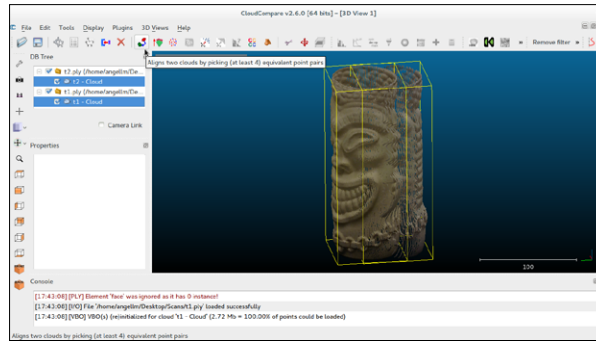 CloudCompare v2.6.0 [64 bits] - [3D View 1]
File Edit Tools Display Plugins 3D Views Help
Remove filter
DB Tree
Aligns two clouds by picking (at least 4) equivalent point pairs
t2.ply (/home/angellm/De...
t2 - Cloud
t1.ply (/home/angellm/De...
t1 - Cloud
Camera Link
Properties
100
Console
[17:43:08] [PLY] Element 'face' was ignored as it has 0 instance!
[17:43:08] [I/O] File '/home/angellm/Desktop/Scans/t1.ply' loaded successfully
[17:43:08] [VBO] VBO(s) (re)initialized for cloud 't1 - Cloud' (2.72 Mb = 100.00% of points could be loaded)
Aligns two clouds by picking (at least 4) equivalent point pairs